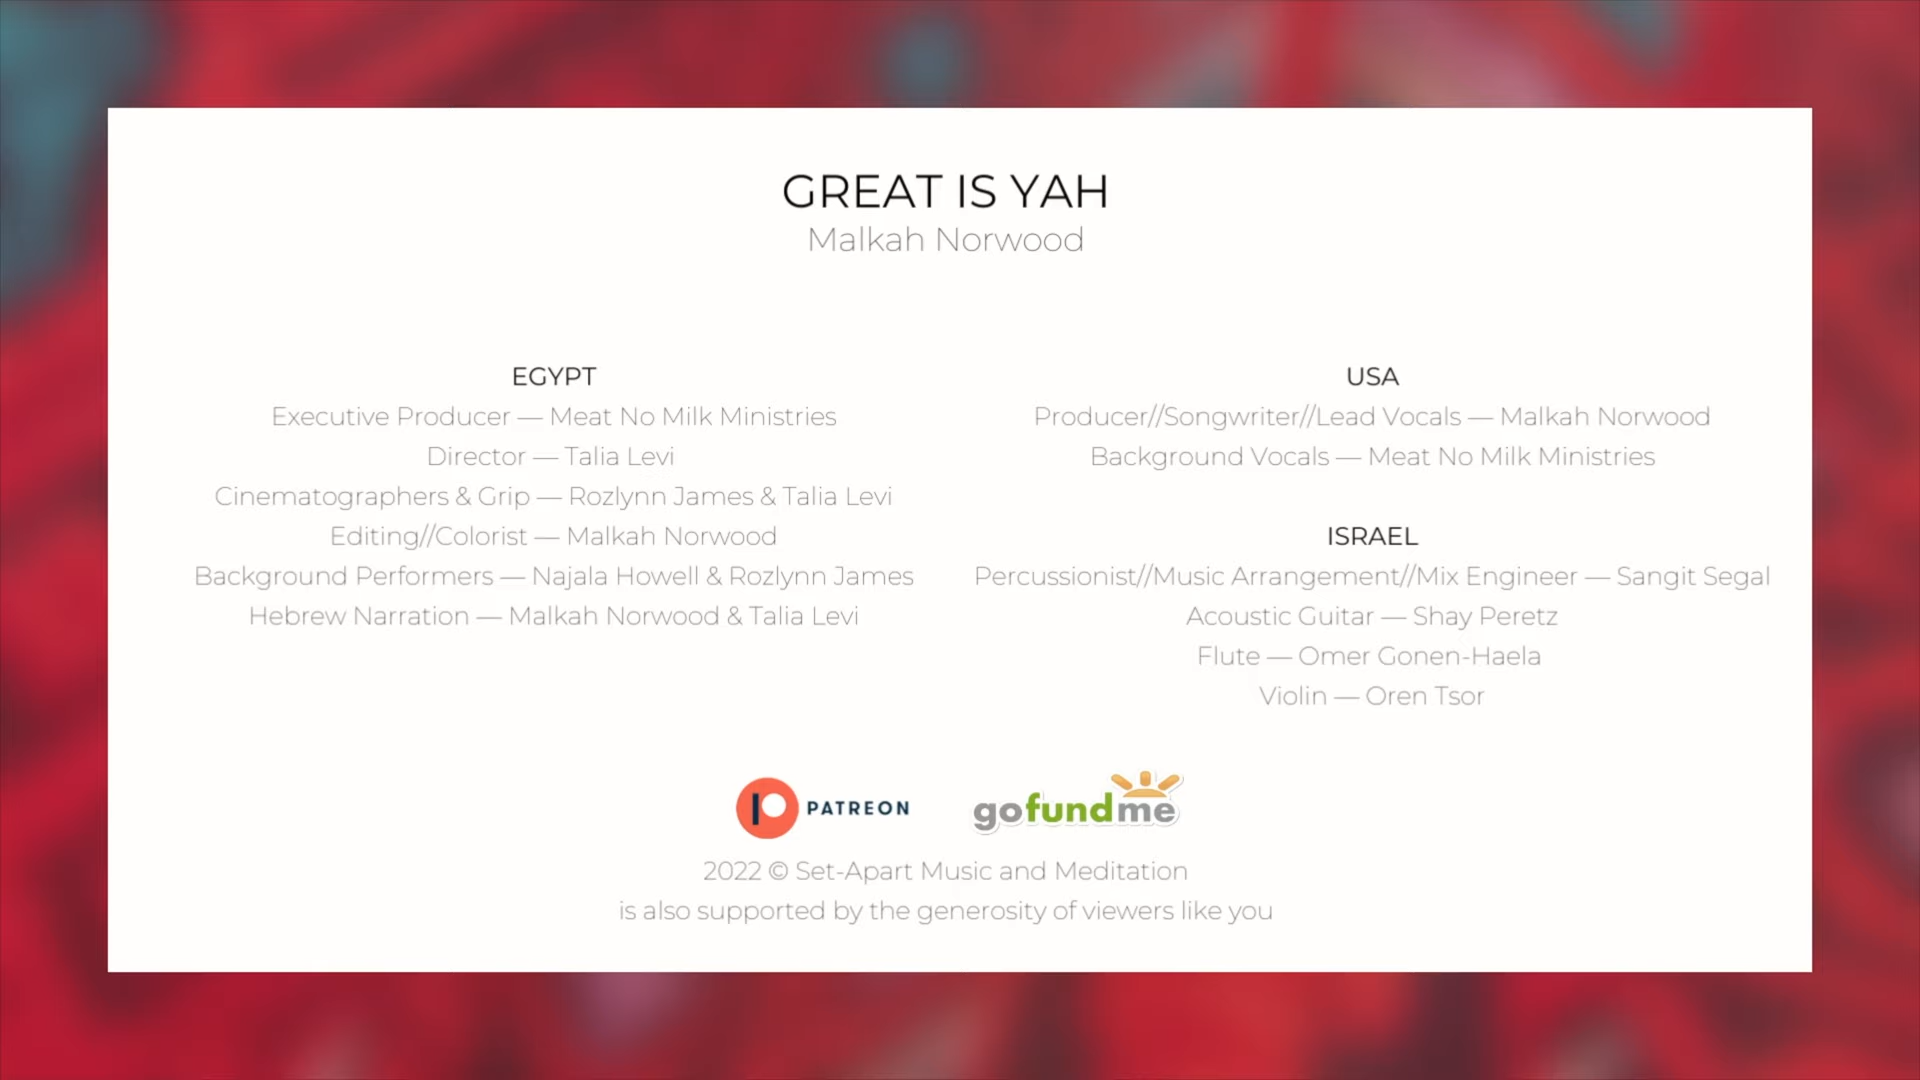 GREAT IS YAH
Malkah Norwood
EGYPT
Executive Producer — Meat No Milk Ministries
Director — Talia Levi
Cinematographers & Grip — Rozlynn James & Talia Levi
Editing//Colorist — Malkah Norwood
Background Performers — Najala Howell & Rozlynn James
Hebrew Narration — Malkah Norwood & Talia Levi
USA
Producer//Songwriter//Lead Vocals — Malkah Norwood
Background Vocals — Meat No Milk Ministries
ISRAEL
Percussionist//Music Arrangement//Mix Engineer — Sangit Segal
Acoustic Guitar — Shay Peretz
Flute — Omer Gonen-Haela
Violin — Oren Tsor
PATREON
gofundme
2022 © Set-Apart Music and Meditation
is also supported by the generosity of viewers like you